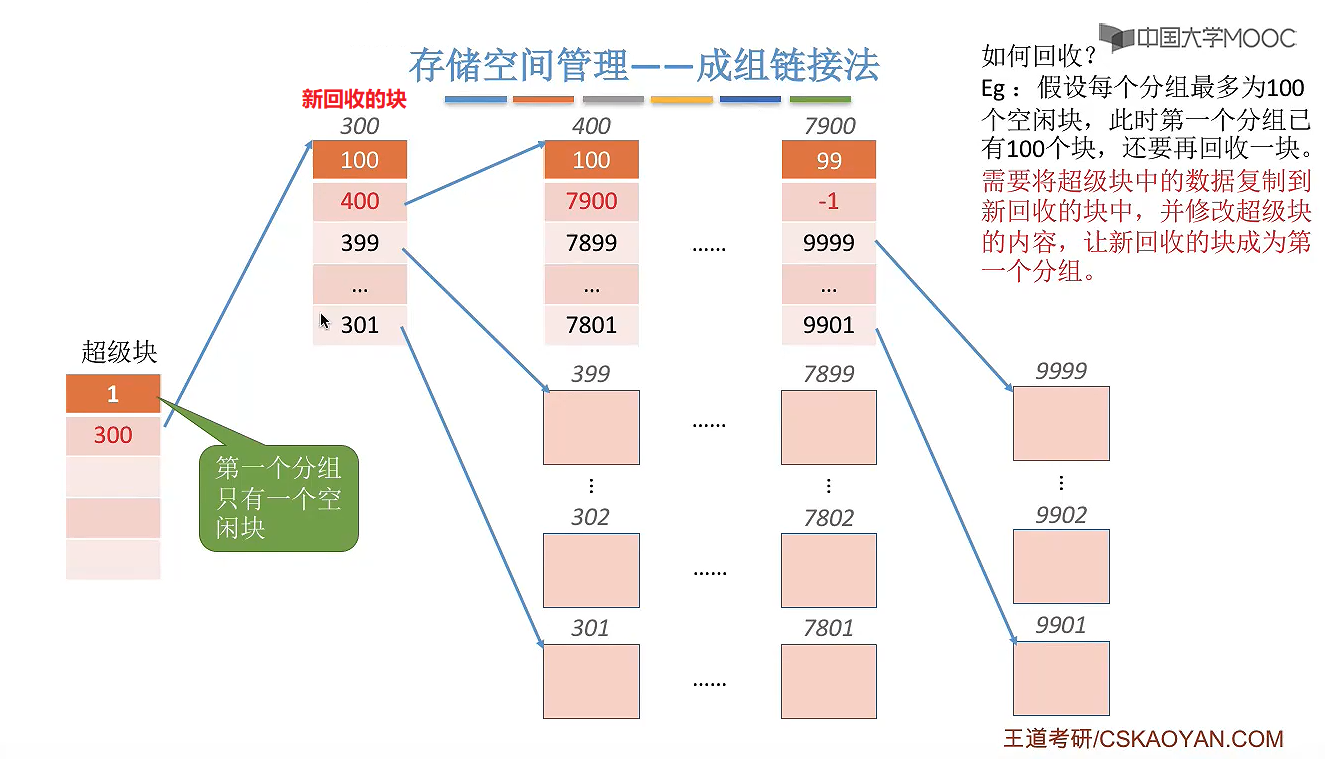 中国大学MOOC
存储空间管理——成组链接法
如何回收？
Eg： 假设每个分组最多为100
个空闲块，此时第一个分组已
有100个块，还要再回收一块。
需要将超级块中的数据复制到
新回收的块中，并修改超级块
的内容，让新回收的块成为第
一个分组。
新回收的块
300
100
400
399
...
301
400
100
7900
7899
...
7801
......
7900
99
-1
9999
...
9901
超级块
1
300
第一个分组
只有一个空
闲块
399
7899
9999
......
...
...
...
302
7802
9902
......
301
7801
9901
......
王道考研/CSKAOYAN.COM